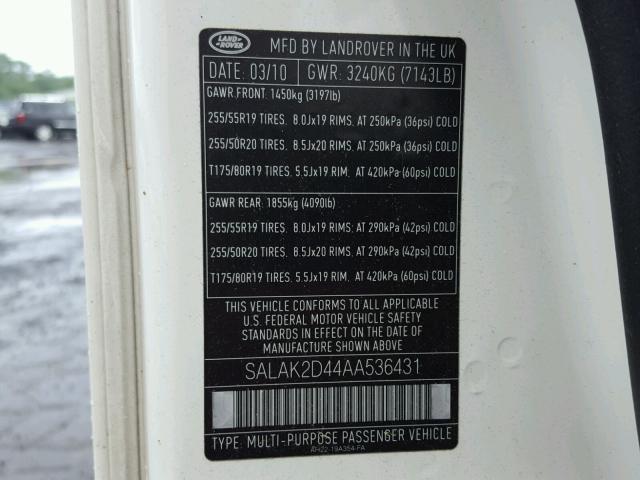 LAND ROVER
MFD BY LANDROVER IN THE UK
DATE: 03/10 GWR: 3240KG (7143LB)
GAWR.FRONT: 1450kg (3197lb)
255/55R19 TIRES. 8.0Jx19 RIMS. AT 250kPa (36psi) COLD
255/50R20 TIRES. 8.5Jx20 RIMS. AT 250kPa (36psi) COLD
T175/80R19 TIRES. 5.5Jx19 RIM. AT 420kPa (60psi) COLD
GAWR REAR: 1855kg (4090lb)
255/55R19 TIRES. 8.0Jx19 RIMS. AT 290kPa (42psi) COLD
255/50R20 TIRES. 8.5Jx20 RIMS. AT 290kPa (42psi) COLD
T175/80R19 TIRES. 5.5Jx19 RIM. AT 420kPa (60psi) COLD
THIS VEHICLE CONFORMS TO ALL APPLICABLE
U.S. FEDERAL MOTOR VEHICLE SAFETY
STANDARDS IN EFFECT ON THE DATE OF
MANUFACTURE SHOWN ABOVE
SALAK2D44AA536431
TYPE: MULTI-PURPOSE PASSENGER VEHICLE
AH22-19A354-FA